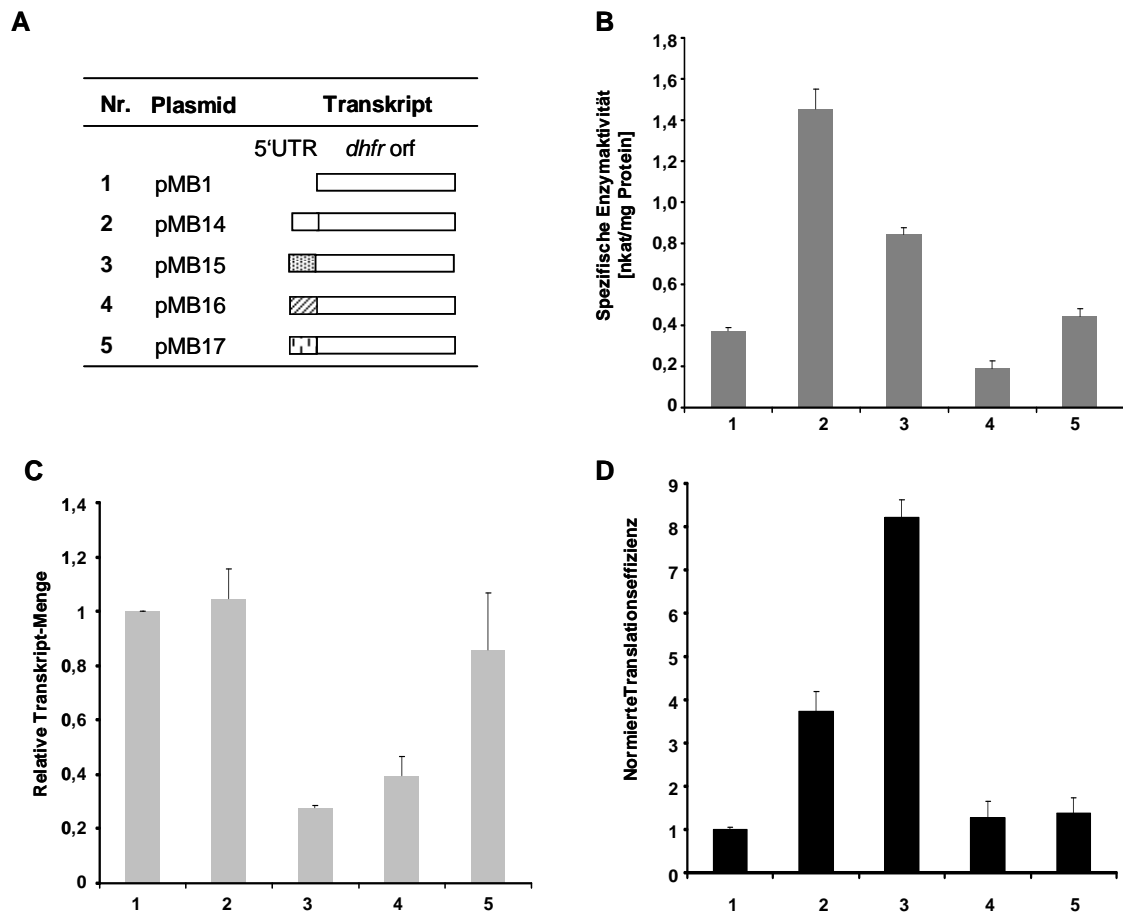 A
Nr. Plasmid Transkript
5'UTR dhfr orf
1 pMB1
2 pMB14
3 pMB15
4 pMB16
5 pMB17
B
Spezifische Enzymaktivität
[nkat/mg Protein]
1,8
1,6
1,4
1,2
1,0
0,8
0,6
0,4
0,2
0
1 2 3 4 5
C
Relative Transkript-Menge
1,4
1,2
1
0,8
0,6
0,4
0,2
0
1 2 3 4 5
D
NormierteTranslationseffizienz
9
8
7
6
5
4
3
2
1
0
1 2 3 4 5